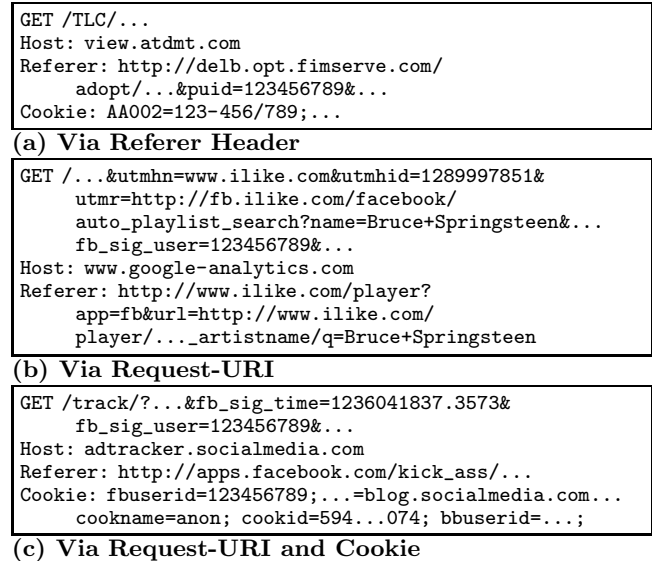 GET /TLC/...
Host: view.atdmt.com
Referer: http://delb.opt.fimserve.com/
adopt/...&puid=123456789&...
Cookie: AA002=123-456/789;...
(a) Via Referer Header
GET /...&utmhn=www.ilike.com&utmhid=1289997851&
utmr=http://fb.ilike.com/facebook/
auto_playlist_search?name=Bruce+Springsteen&...
fb_sig_user=123456789&...
Host: www.google-analytics.com
Referer: http://www.ilike.com/player?
app=fb&url=http://www.ilike.com/
player/..._artistname/q=Bruce+Springsteen
(b) Via Request-URI
GET /track/?...&fb_sig_time=1236041837.3573&
fb_sig_user=123456789&...
Host: adtracker.socialmedia.com
Referer: http://apps.facebook.com/kick_ass/...
Cookie: fbuserid=123456789;...=blog.socialmedia.com...
cookname=anon; cookid=594...074; bbuserid=...;
(c) Via Request-URI and Cookie